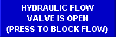 HYDRAULIC FLOW
VALVE IS OPEN
(PRESS TO BLOCK FLOW)